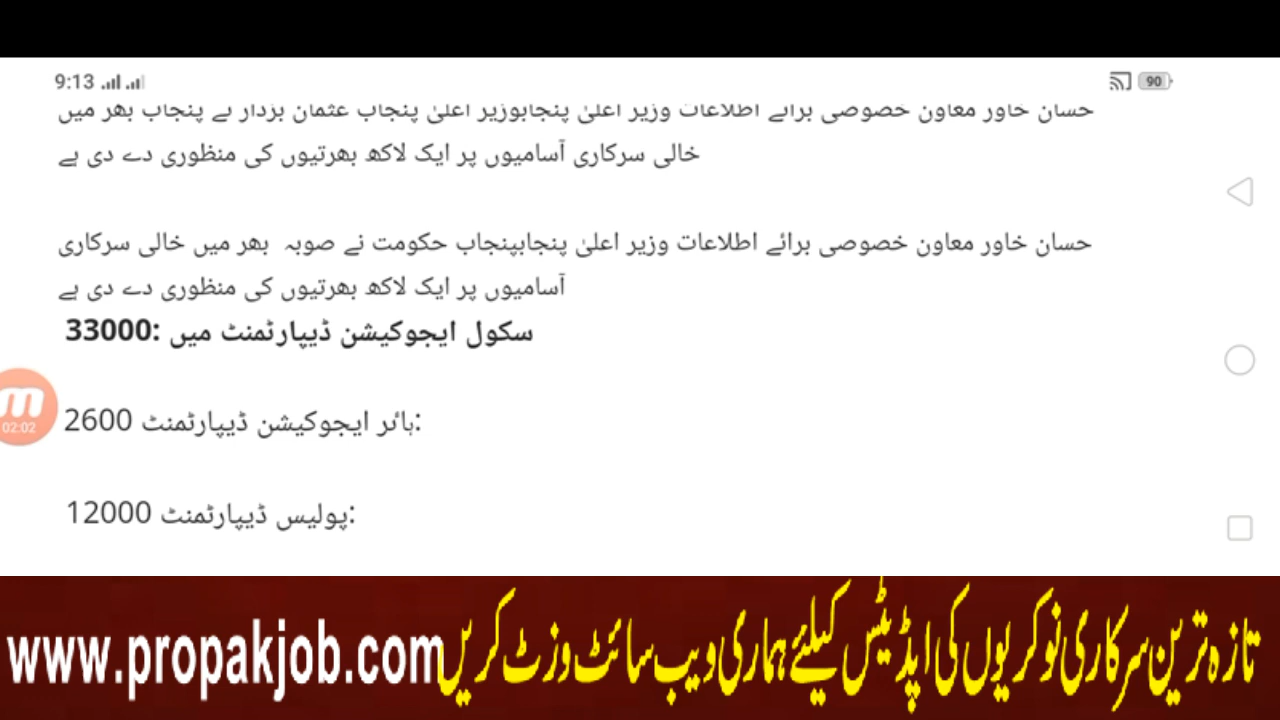 9:13
90
حسان خاور معاون خصوصی برائے اطلاعات وزیر اعلیٰ پنجابوزیر اعلیٰ پنجاب عثمان بزدار نے پنجاب بھر میں
خالی سرکاری آسامیوں پر ایک لاکھ بھرتیوں کی منظوری دے دی ہے
حسان خاور معاون خصوصی برائے اطلاعات وزیر اعلیٰ پنجابپنجاب حکومت نے صوبہ بھر میں خالی سرکاری
آسامیوں پر ایک لاکھ بھرتیوں کی منظوری دے دی ہے
سکول ایجوکیشن ڈیپارٹمنٹ میں :33000
02:02
:ہائر ایجوکیشن ڈیپارٹمنٹ 2600
:پولیس ڈیپارٹمنٹ 12000
تازہ ترین سرکاری نوکریوں کی اپڈیٹس کیلئے ہماری ویب سائٹ وزٹ کریں www.propakjob.com